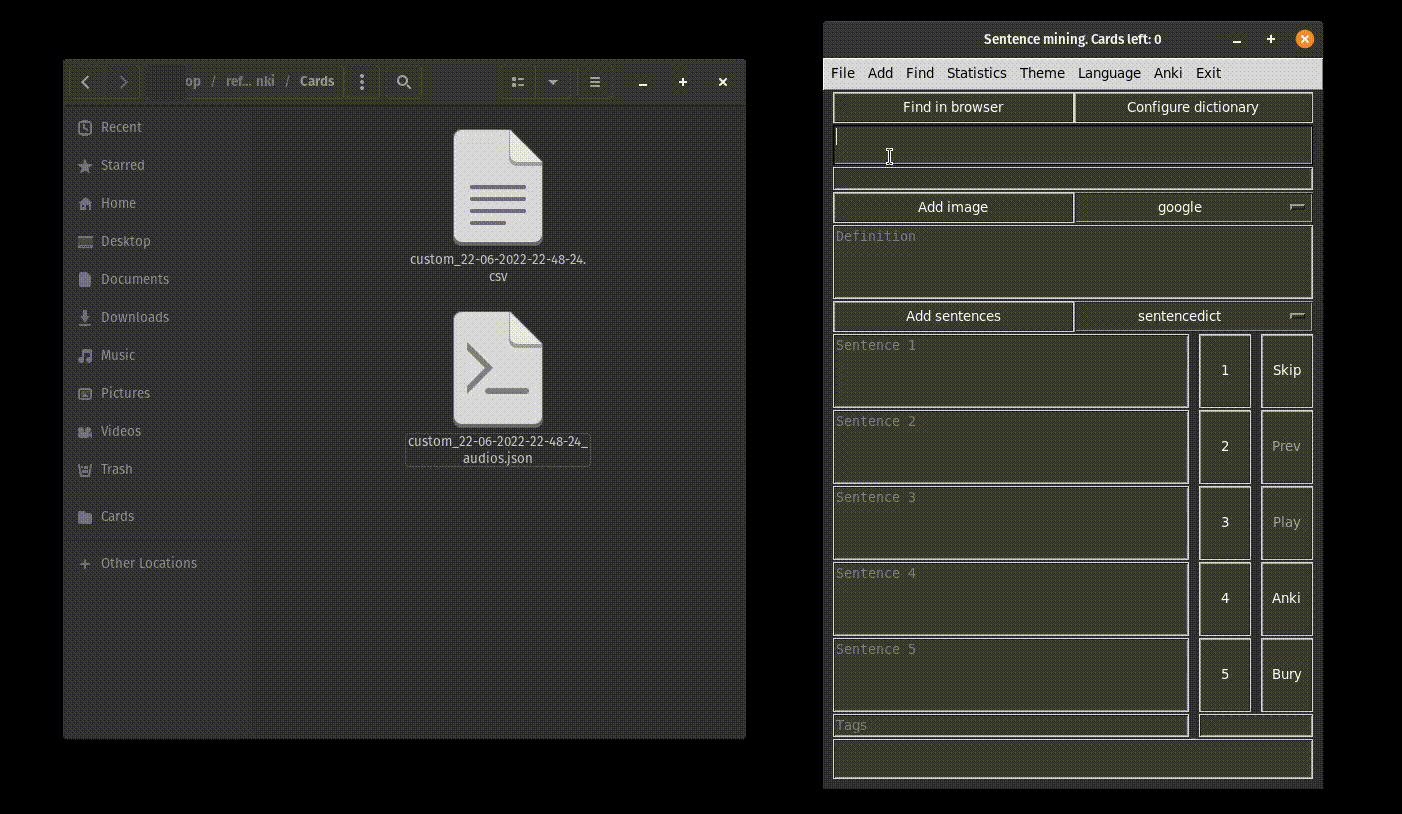 op / ref... nki / Cards
Recent
Starred
Home
Desktop
Documents
Downloads
Music
Pictures
Videos
Trash
Cards
Other Locations
custom_22-06-2022-22-48-24.
csv
custom_22-06-2022-22-48-24_
audios.json
Sentence mining. Cards left: 0
File Add Find Statistics Theme Language Anki Exit
Find in browser Configure dictionary
Add image google
Definition
Add sentences sentencedict
Sentence 1 1 Skip
Sentence 2 2 Prev
Sentence 3 3 Play
Sentence 4 4 Anki
Sentence 5 5 Bury
Tags